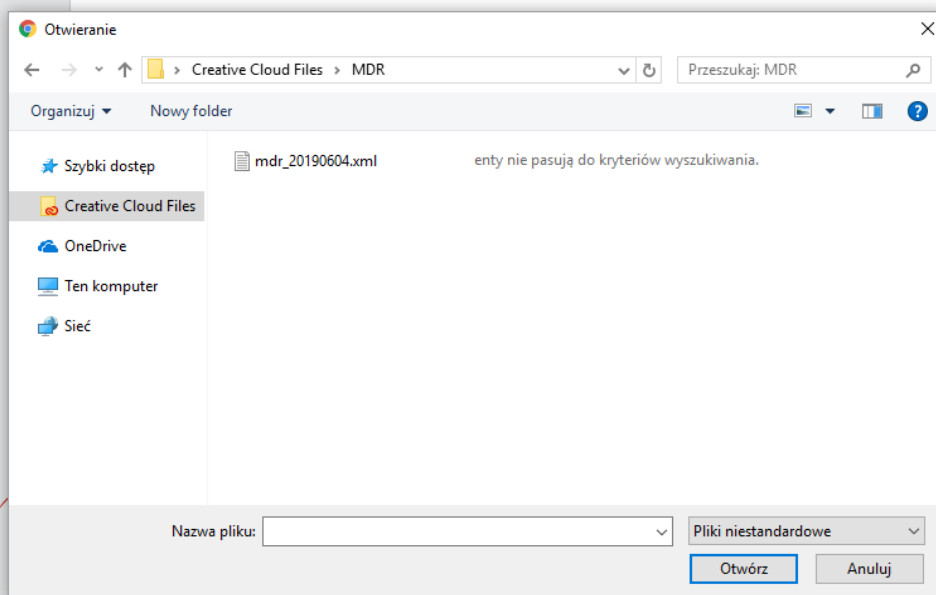 Otwieranie
Creative Cloud Files > MDR
Przeszukaj: MDR
Organizuj
Nowy folder
Szybki dostęp
Creative Cloud Files
OneDrive
Ten komputer
Sieć
mdr_20190604.xml
enty nie pasują do kryteriów wyszukiwania.
Nazwa pliku:
Pliki niestandardowe
Otwórz
Anuluj